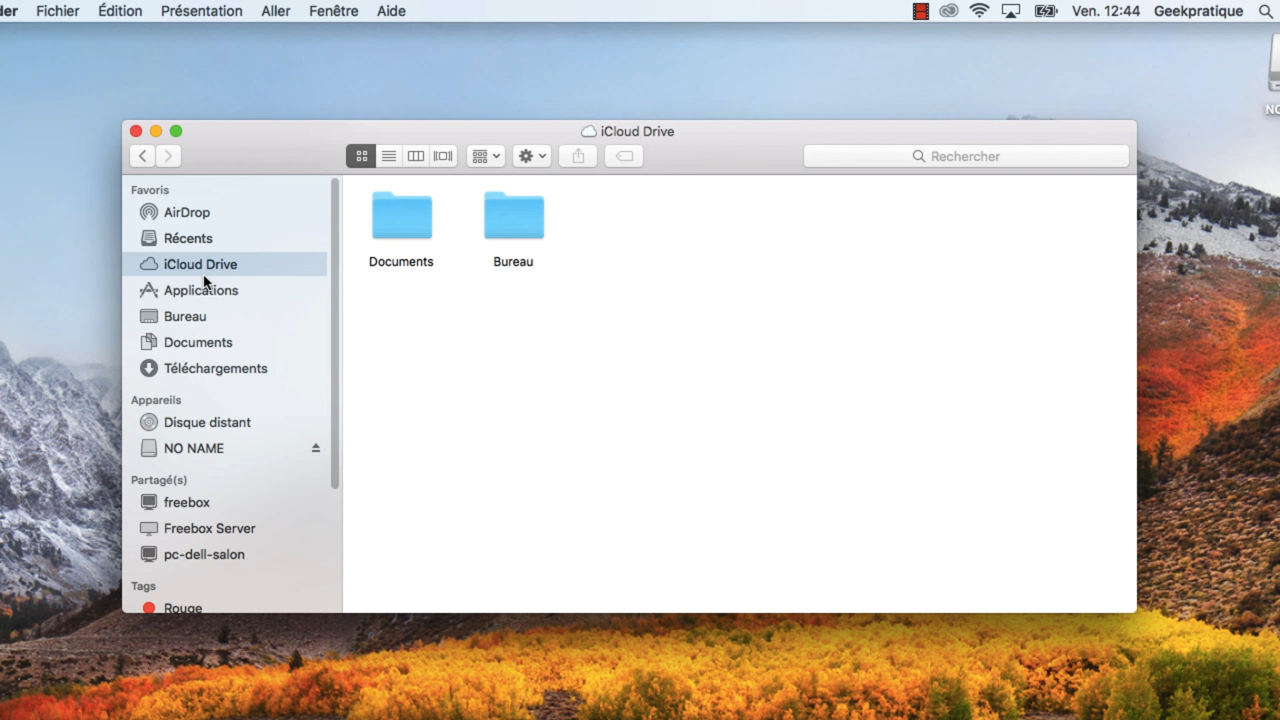 der Fichier Édition Présentation Aller Fenêtre Aide Ven. 12:44 Geekpratique
iCloud Drive
Rechercher
Favoris
AirDrop
Récents
iCloud Drive
Applications
Bureau
Documents
Téléchargements
Appareils
Disque distant
NO NAME
Partagé(s)
freebox
Freebox Server
pc-dell-salon
Tags
Rouge
Documents
Bureau
NO